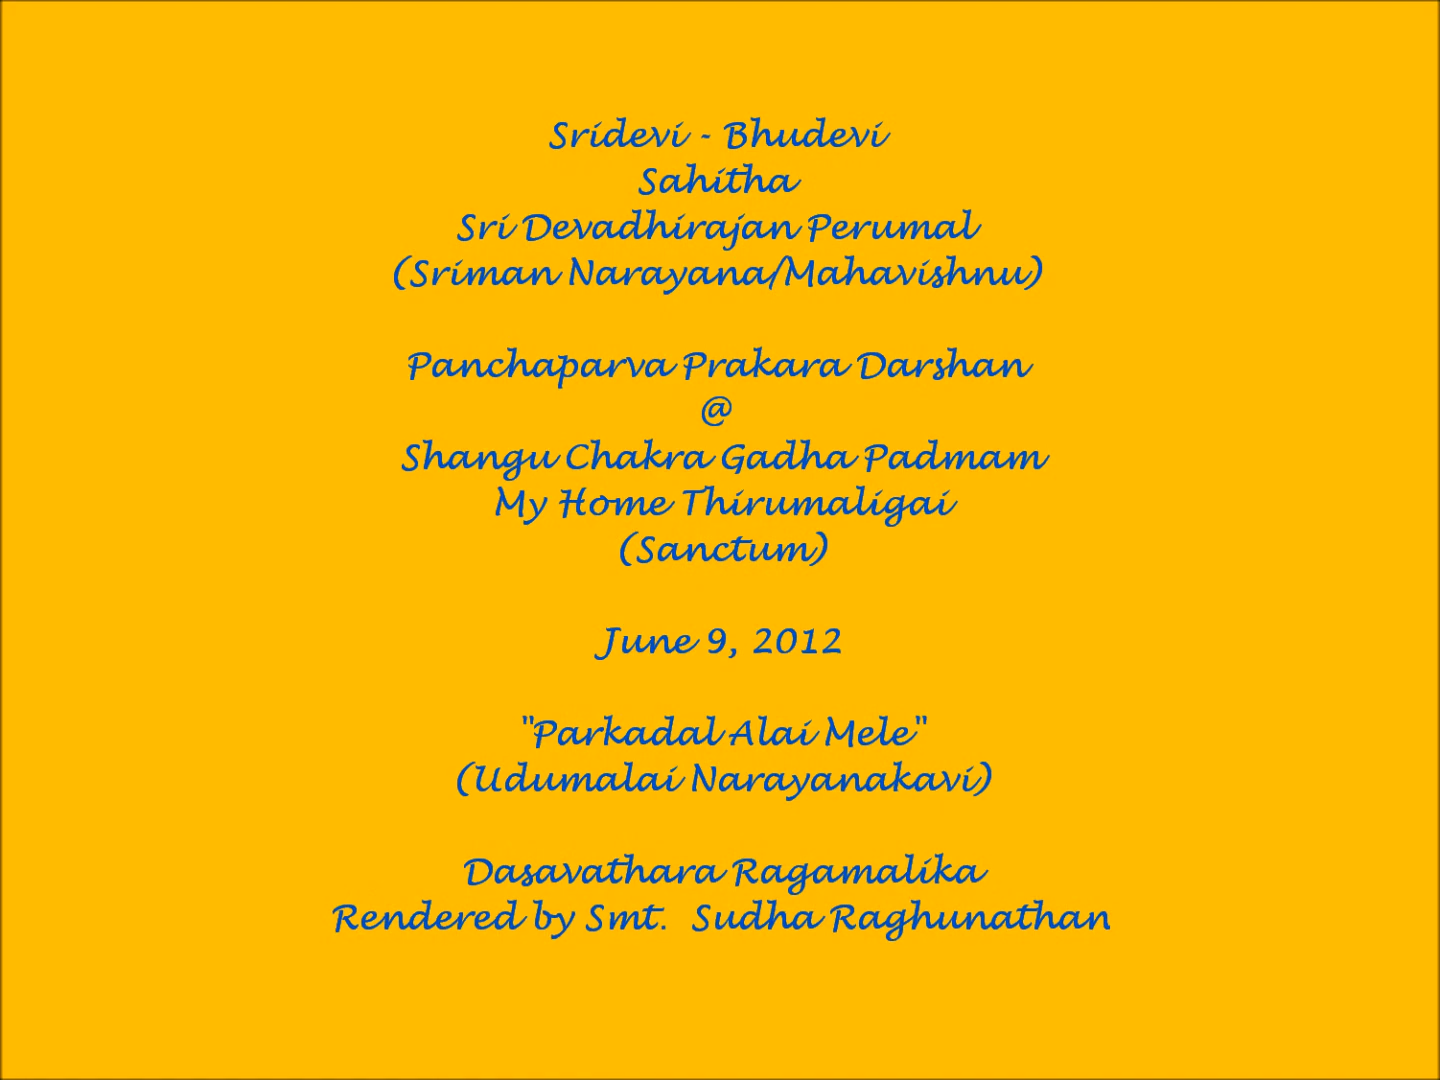 Sridevi - Bhudevi
Sahitha
Sri Devadhirajan Perumal
(Sriman Narayana/Mahavishnu)
Panchaparva Prakara Darshan
@
Shangu Chakra Gadha Padmam
My Home Thirumaligai
(Sanctum)
June 9, 2012
"Parkadal Alai Mele"
(Udumalai Narayanakavi)
Dasavathara Ragamalika
Rendered by Smt.  Sudha Raghunathan